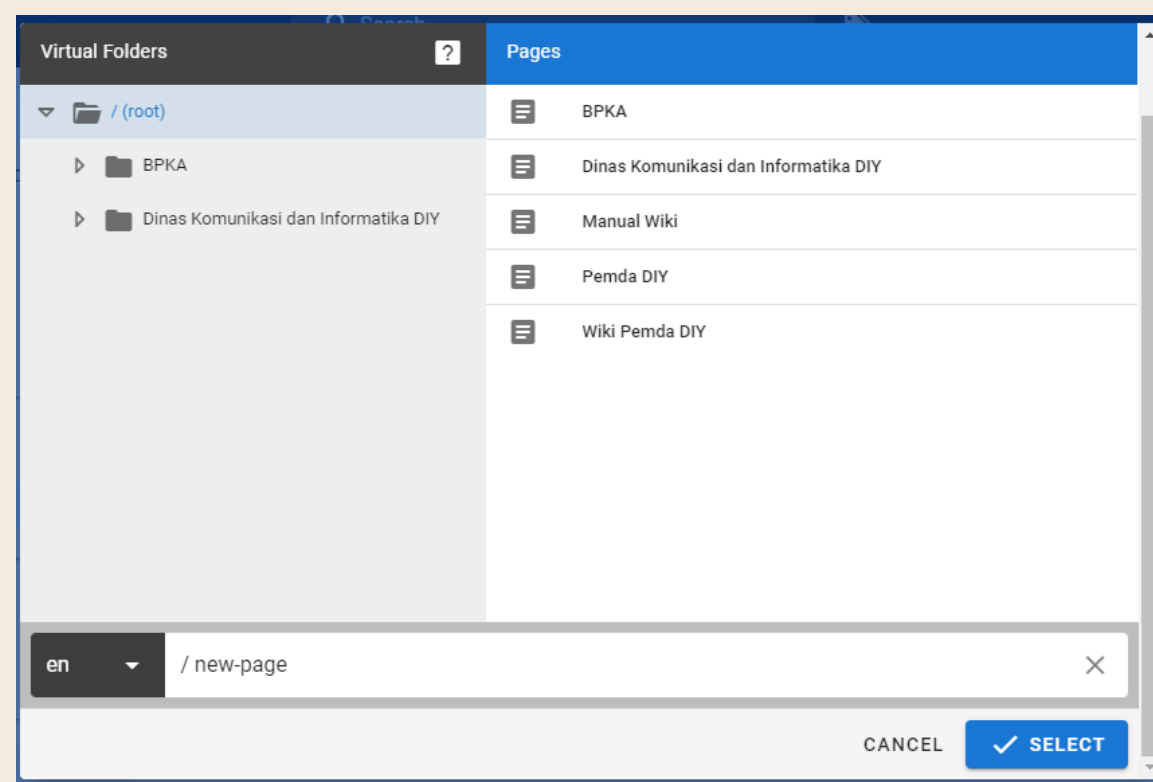 Search
Virtual Folders
?
Pages
/ (root)
BPKA
Dinas Komunikasi dan Informatika DIY
BPKA
Dinas Komunikasi dan Informatika DIY
Manual Wiki
Pemda DIY
Wiki Pemda DIY
en
/ new-page
CANCEL
SELECT